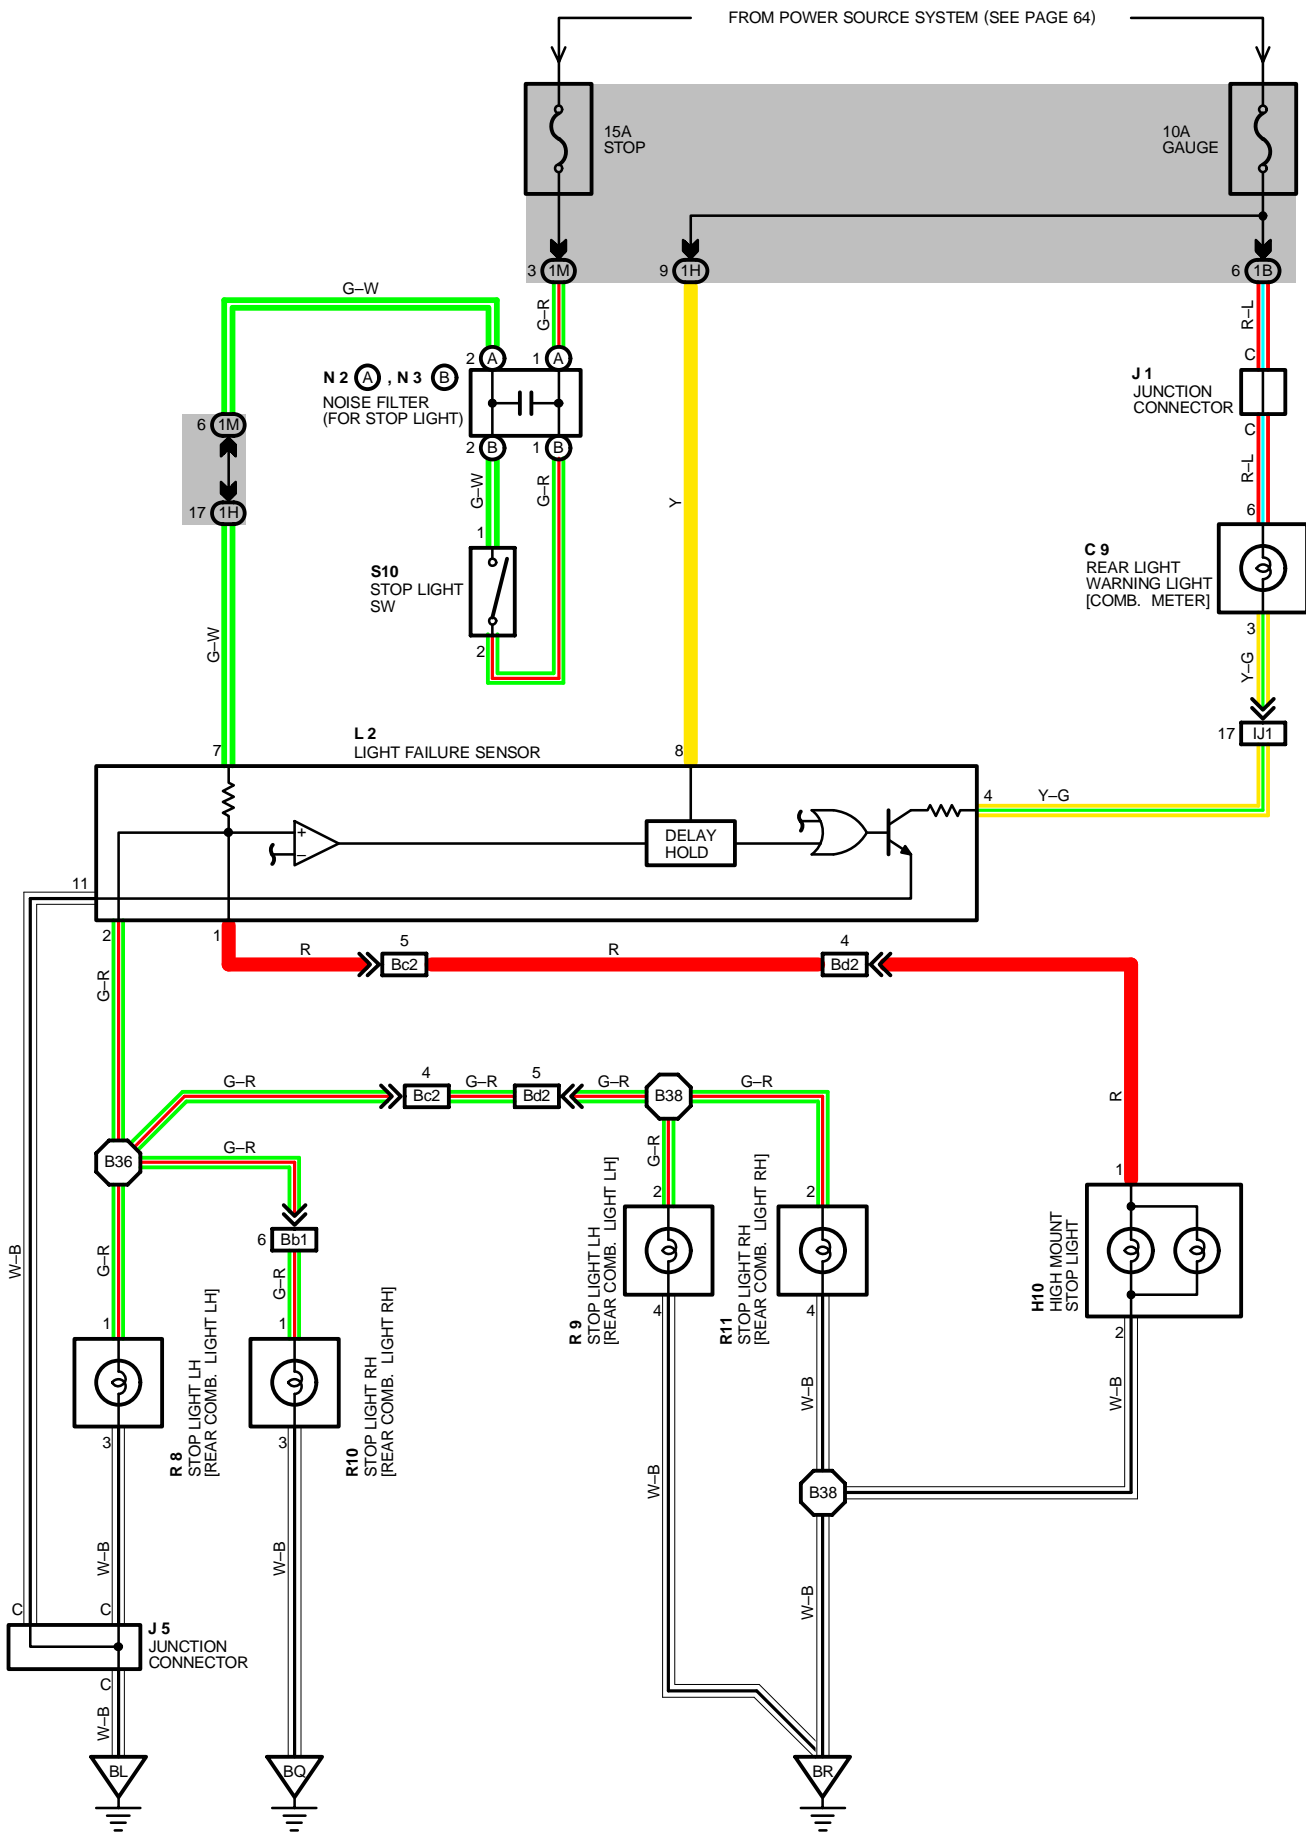 FROM POWER SOURCE SYSTEM (SEE PAGE 64)
15A
STOP
10A
GAUGE
3 1M
9 1H
6 1B
G–W
G–R
R–L
2 A
1 A
C
N 2 A , N 3 B
NOISE FILTER
(FOR STOP LIGHT)
J 1
JUNCTION
CONNECTOR
6 1M
2 B
1 B
C
G–W
G–R
Y
R–L
17 1H
1
6
S10
STOP LIGHT
SW
C 9
REAR LIGHT
WARNING LIGHT
[COMB. METER]
2
3
G–W
Y–G
17 IJ1
L 2
LIGHT FAILURE SENSOR
7
8
4
Y–G
+
–
DELAY
HOLD
11
2
1
R
5
Bc2
R
4
Bd2
G–R
G–R
4
Bc2
G–R
5
Bd2
G–R
B38
G–R
R
B36
G–R
G–R
1
2
2
6 Bb1
W–B
G–R
G–R
R 9
STOP LIGHT LH
[REAR COMB. LIGHT LH]
R11
STOP LIGHT RH
[REAR COMB. LIGHT RH]
H10
HIGH MOUNT
STOP LIGHT
4
4
2
1
1
R 8
STOP LIGHT LH
[REAR COMB. LIGHT LH]
R10
STOP LIGHT RH
[REAR COMB. LIGHT RH]
W–B
W–B
3
3
W–B
B38
W–B
W–B
W–B
C
C
J 5
JUNCTION
CONNECTOR
C
W–B
BL
BQ
BR